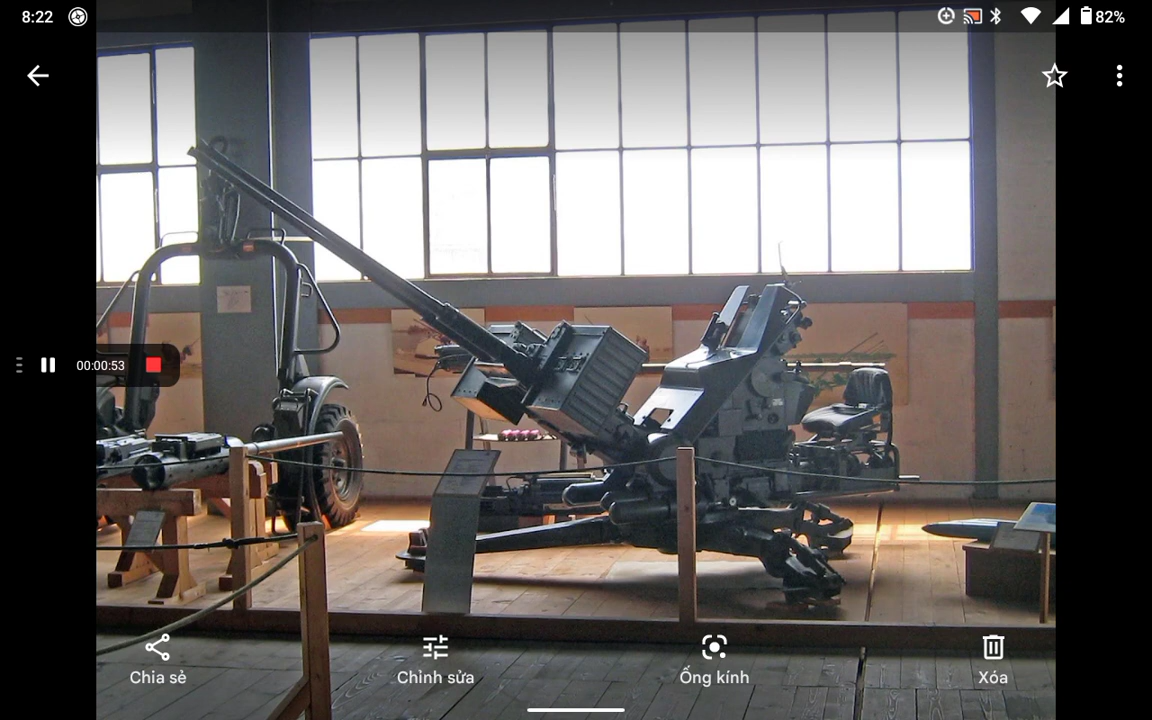 8:22
82%
00:00:53
Chia sẻ
Chỉnh sửa
Ống kính
Xóa